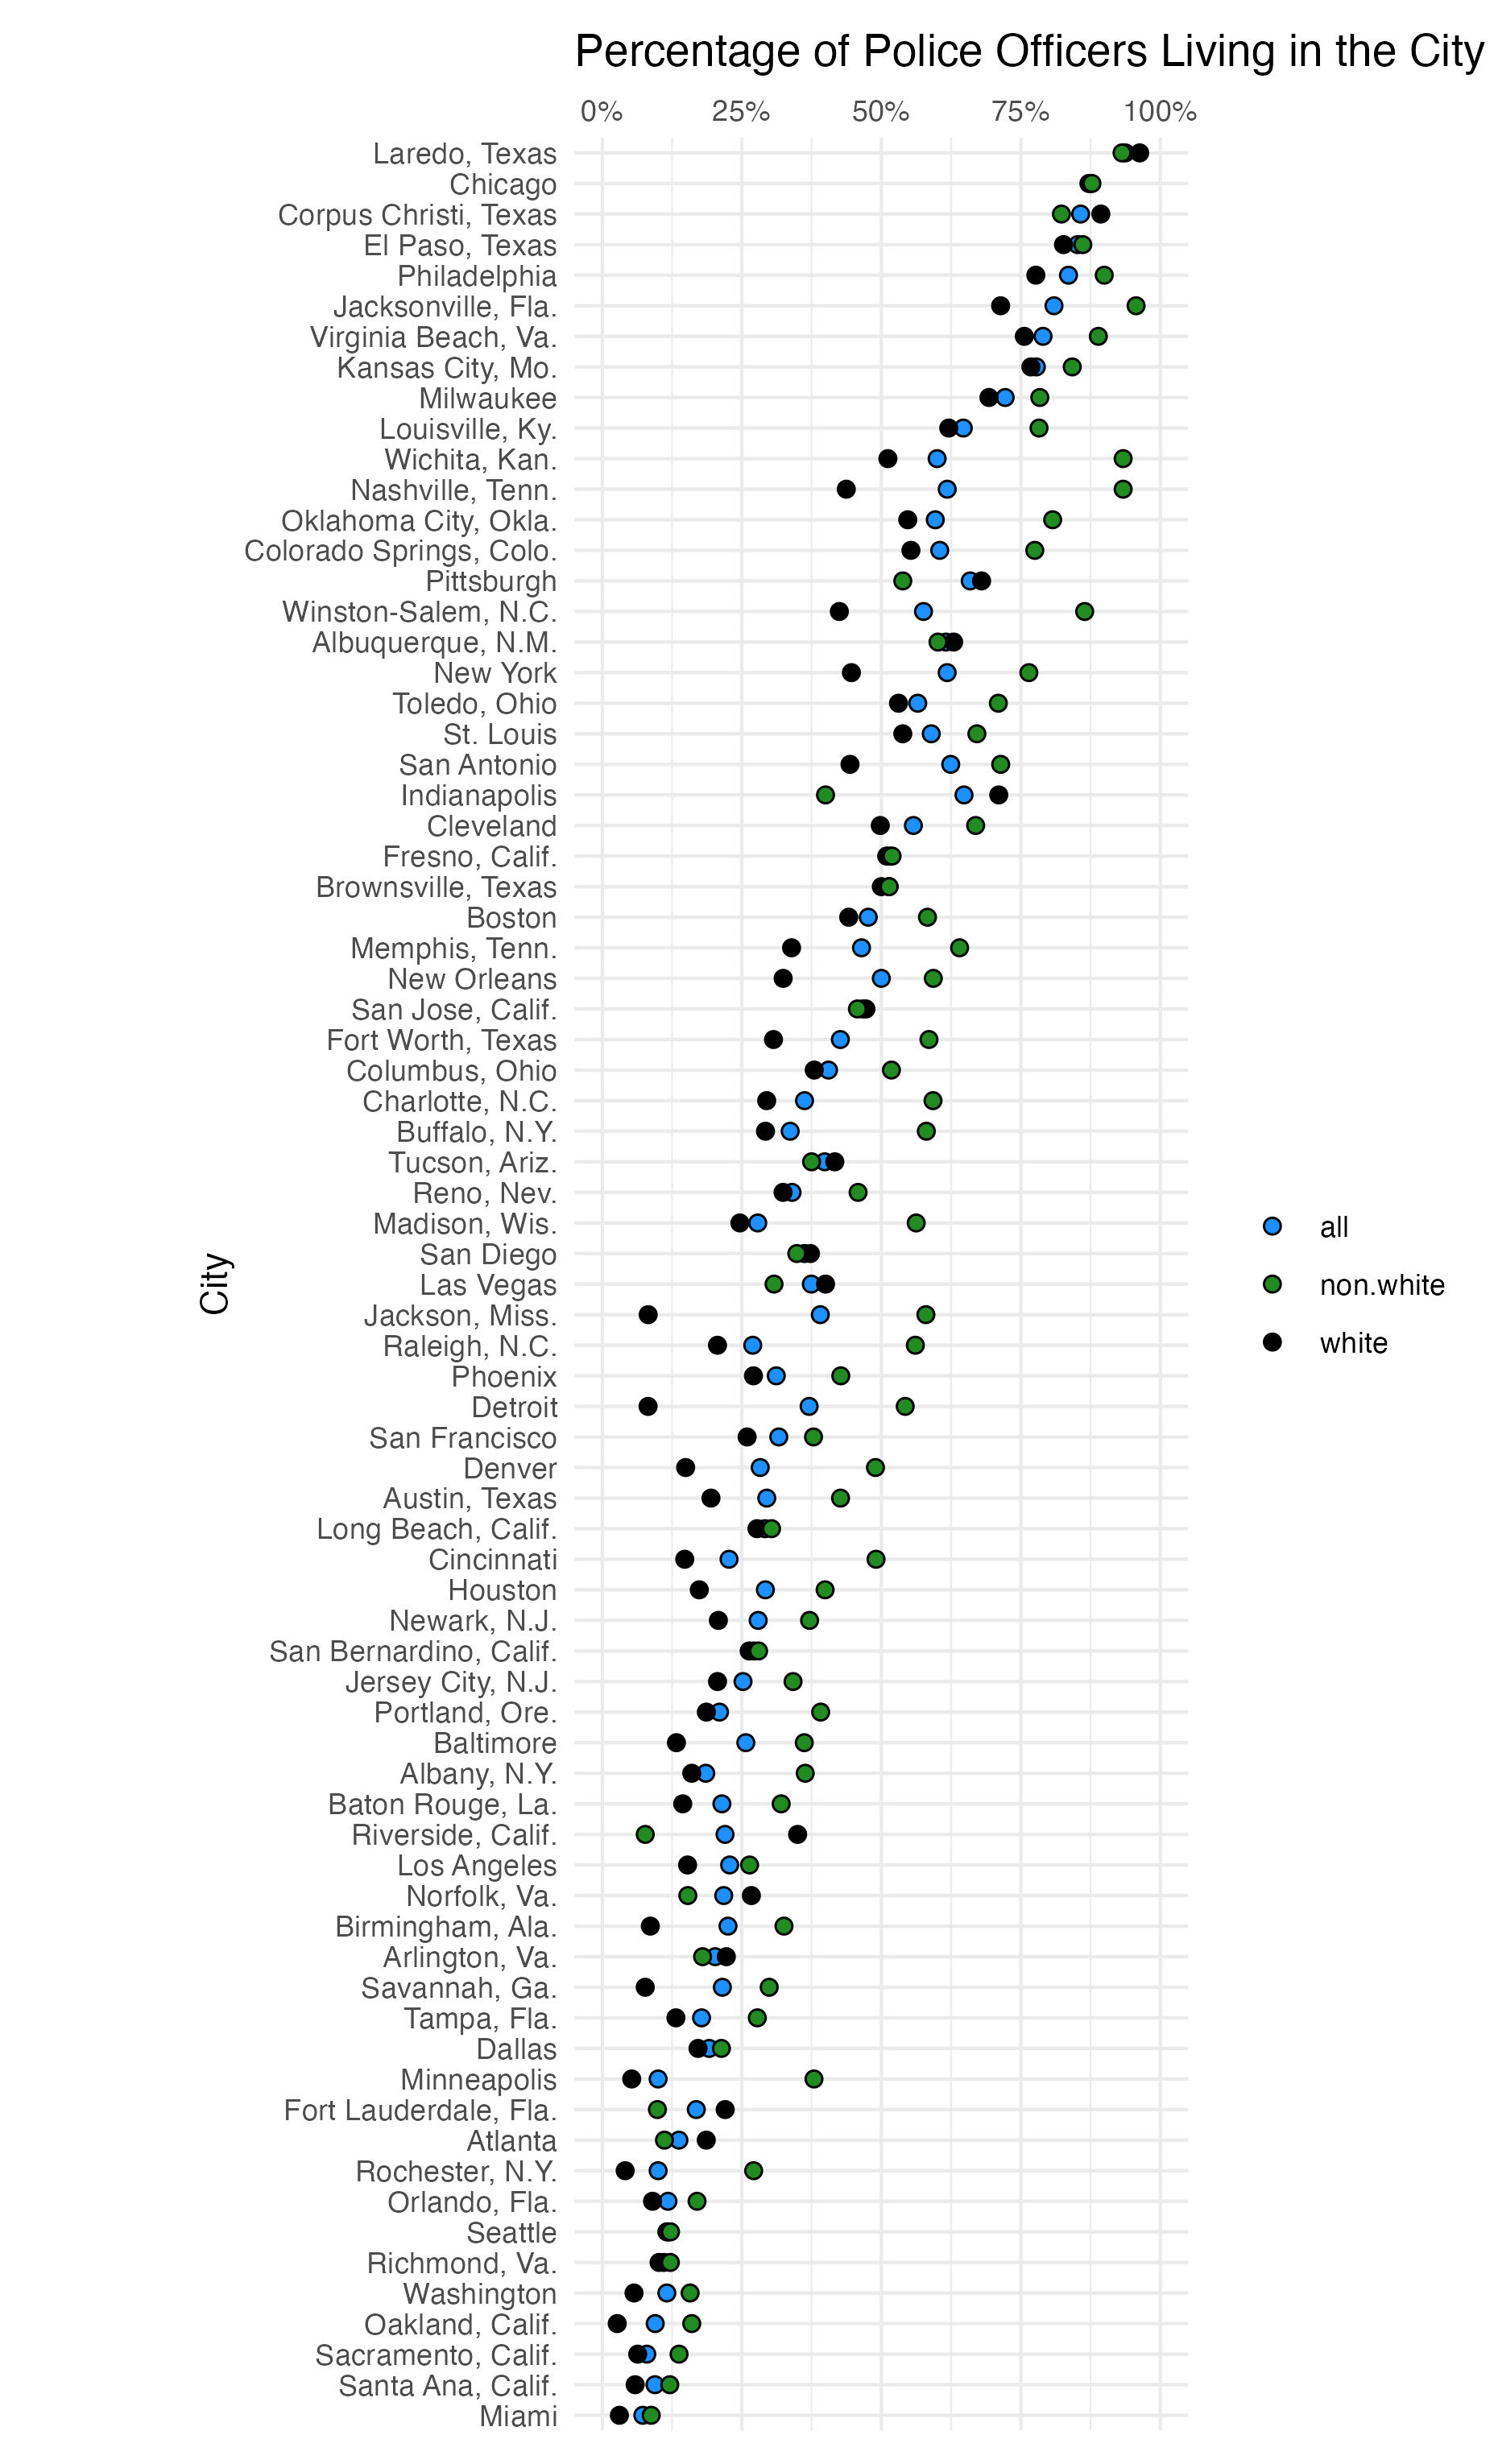 Percentage of Police Officers Living in the City
0% 25% 50% 75% 100%
Laredo, Texas
Chicago
Corpus Christi, Texas
El Paso, Texas
Philadelphia
Jacksonville, Fla.
Virginia Beach, Va.
Kansas City, Mo.
Milwaukee
Louisville, Ky.
Wichita, Kan.
Nashville, Tenn.
Oklahoma City, Okla.
Colorado Springs, Colo.
Pittsburgh
Winston-Salem, N.C.
Albuquerque, N.M.
New York
Toledo, Ohio
St. Louis
San Antonio
Indianapolis
Cleveland
Fresno, Calif.
Brownsville, Texas
Boston
Memphis, Tenn.
New Orleans
San Jose, Calif.
Fort Worth, Texas
Columbus, Ohio
Charlotte, N.C.
Buffalo, N.Y.
Tucson, Ariz.
Reno, Nev.
Madison, Wis.
San Diego
Las Vegas
Jackson, Miss.
Raleigh, N.C.
Phoenix
Detroit
San Francisco
Denver
Austin, Texas
Long Beach, Calif.
Cincinnati
Houston
Newark, N.J.
San Bernardino, Calif.
Jersey City, N.J.
Portland, Ore.
Baltimore
Albany, N.Y.
Baton Rouge, La.
Riverside, Calif.
Los Angeles
Norfolk, Va.
Birmingham, Ala.
Arlington, Va.
Savannah, Ga.
Tampa, Fla.
Dallas
Minneapolis
Fort Lauderdale, Fla.
Atlanta
Rochester, N.Y.
Orlando, Fla.
Seattle
Richmond, Va.
Washington
Oakland, Calif.
Sacramento, Calif.
Santa Ana, Calif.
Miami
City
all
non.white
white